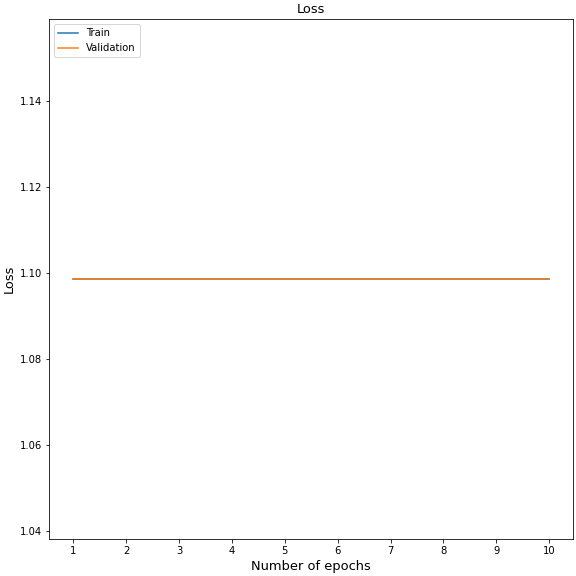 Loss
Train
Validation
1.14
1.12
1.10
1.08
1.06
1.04
Loss
1 2 3 4 5 6 7 8 9 10
Number of epochs